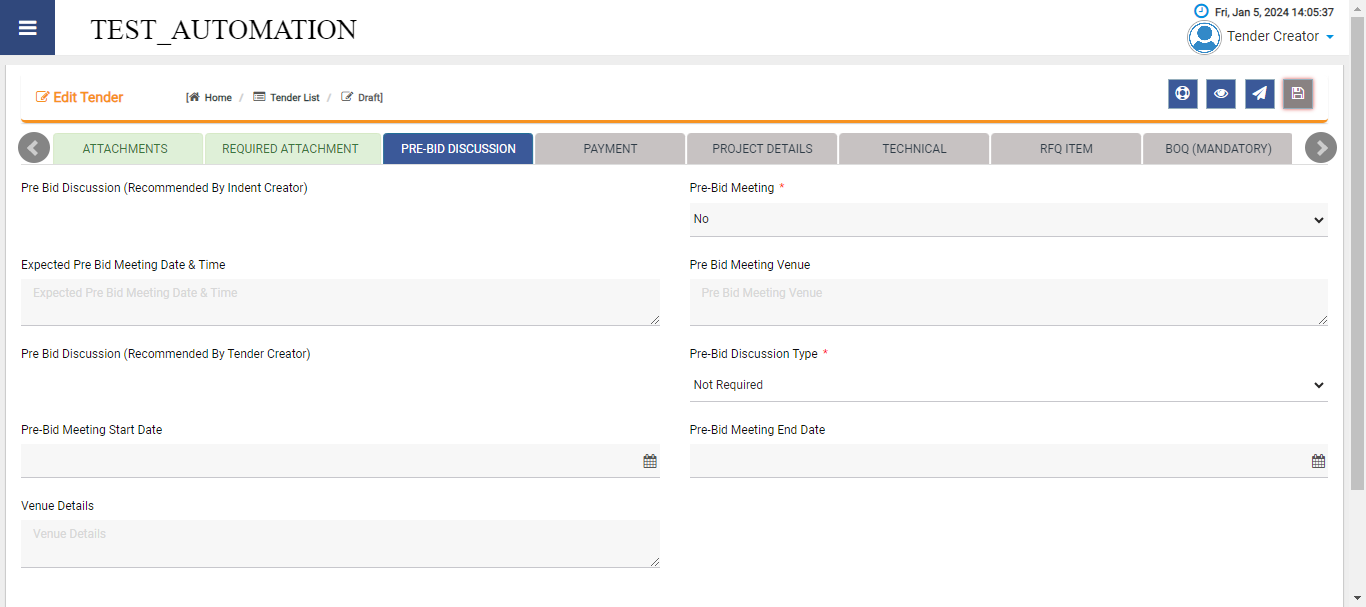 TEST_AUTOMATION
Fri, Jan 5, 2024 14:05:37
Tender Creator
Edit Tender
[ Home / Tender List / Draft]
ATTACHMENTS REQUIRED ATTACHMENT PRE-BID DISCUSSION PAYMENT PROJECT DETAILS TECHNICAL RFQ ITEM BOQ (MANDATORY)
Pre Bid Discussion (Recommended By Indent Creator)
Pre-Bid Meeting *
No
Expected Pre Bid Meeting Date & Time
Expected Pre Bid Meeting Date & Time
Pre Bid Meeting Venue
Pre Bid Meeting Venue
Pre Bid Discussion (Recommended By Tender Creator)
Pre-Bid Discussion Type *
Not Required
Pre-Bid Meeting Start Date
Pre-Bid Meeting End Date
Venue Details
Venue Details